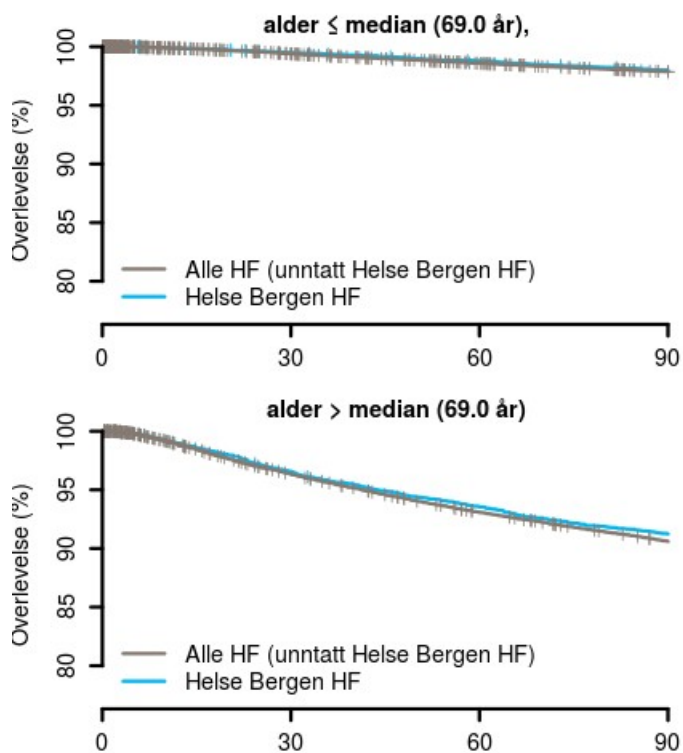 alder ≤ median (69.0 år),
Overlevelse (%)
100
95
90
85
80
Alle HF (unntatt Helse Bergen HF)
Helse Bergen HF
0 30 60 90
alder > median (69.0 år)
Overlevelse (%)
100
95
90
85
80
Alle HF (unntatt Helse Bergen HF)
Helse Bergen HF
0 30 60 90